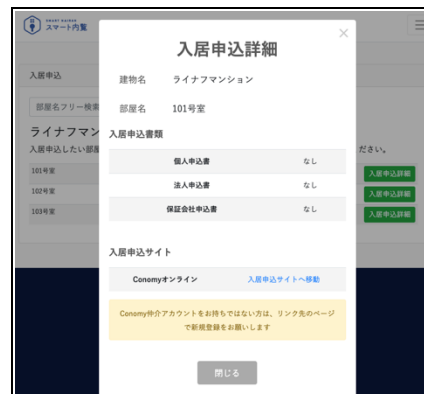 SMART NAIRAN
スマート内覧
×
入居申込詳細
建物名 ライナフマンション
入居申込
部屋名フリー検索
部屋名 101号室
ライナフマン
入居申込したい部屋
ださい。
入居申込書類
101号室
個人申込書 なし
入居申込詳細
102号室
法人申込書 なし
入居申込詳細
103号室
保証会社申込書 なし
入居申込詳細
入居申込サイト
Conomyオンライン 入居申込サイトへ移動
Conomy仲介アカウントをお持ちではない方は、リンク先のページ
で新規登録をお願いします
閉じる